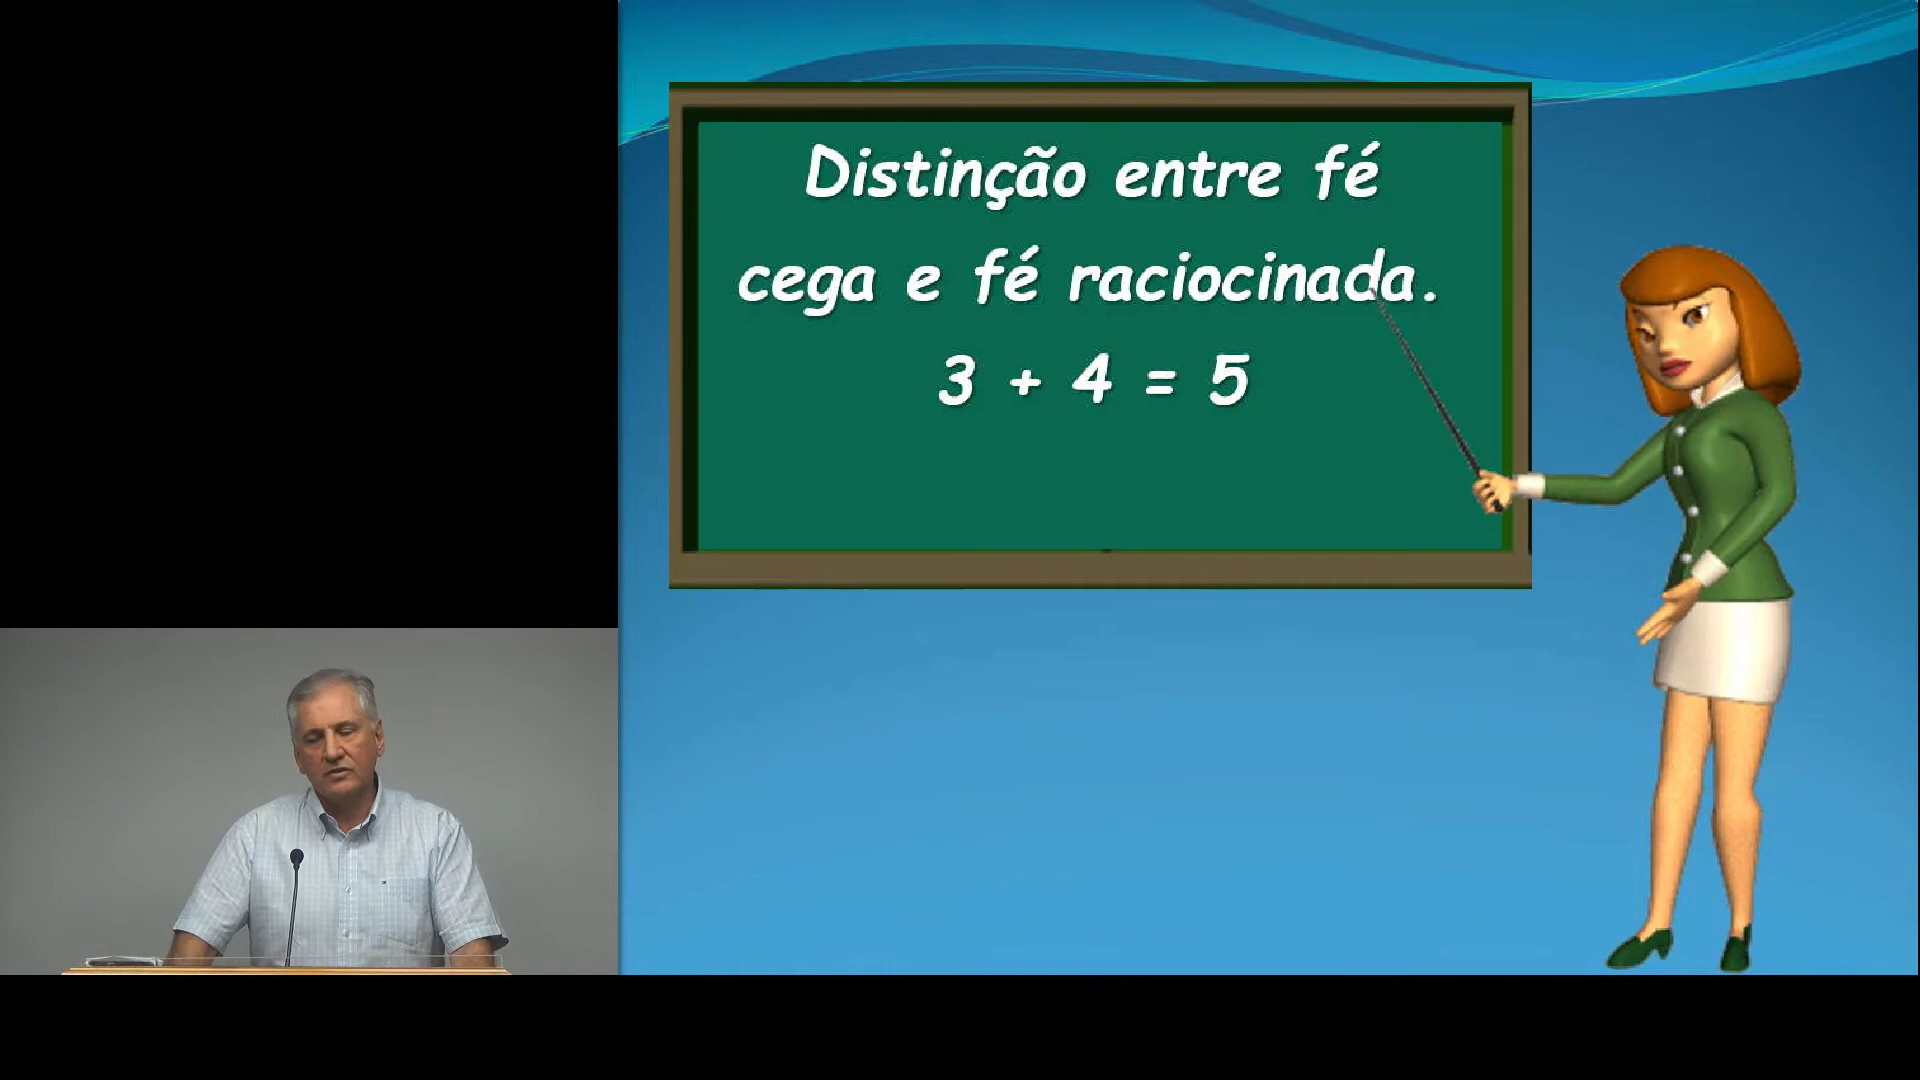 Distinção entre fé
cega e fé raciocinada.
3 + 4 = 5